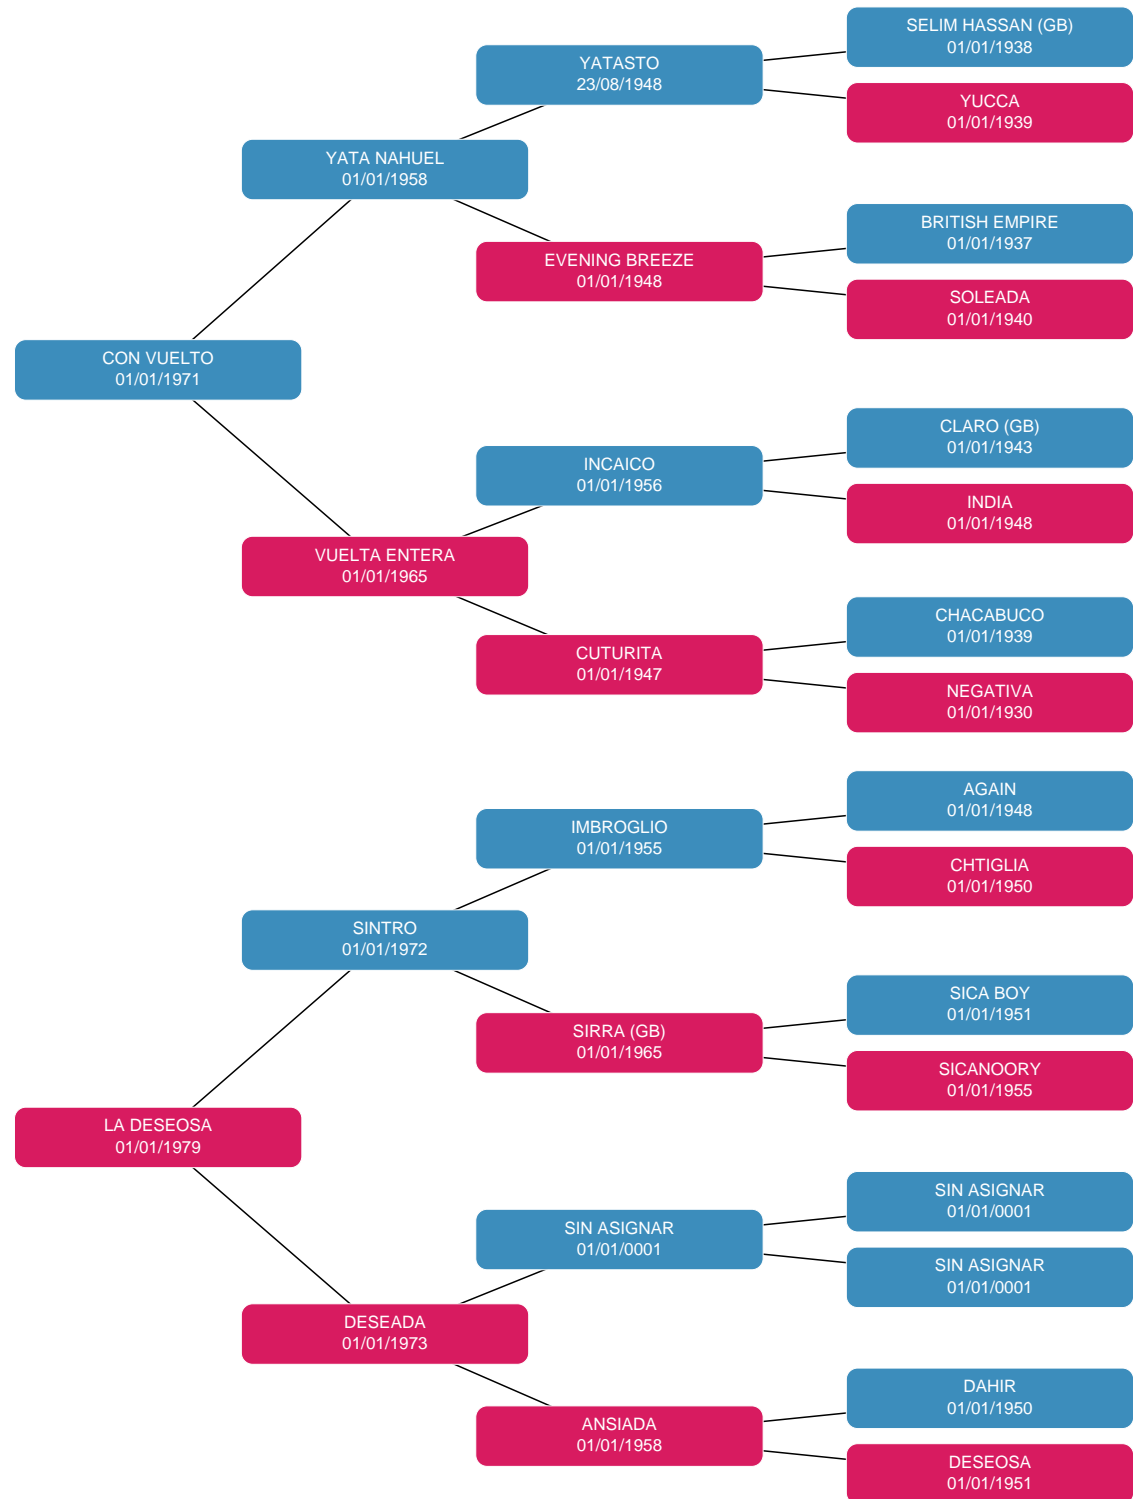 SELIM HASSAN (GB)
01/01/1938
YATASTO
23/08/1948
YUCCA
01/01/1939
YATA NAHUEL
01/01/1958
BRITISH EMPIRE
01/01/1937
EVENING BREEZE
01/01/1948
SOLEADA
01/01/1940
CON VUELTO
01/01/1971
CLARO (GB)
01/01/1943
INCAICO
01/01/1956
INDIA
01/01/1948
VUELTA ENTERA
01/01/1965
CHACABUCO
01/01/1939
CUTURITA
01/01/1947
NEGATIVA
01/01/1930
AGAIN
01/01/1948
IMBROGLIO
01/01/1955
CHTIGLIA
01/01/1950
SINTRO
01/01/1972
SICA BOY
01/01/1951
SIRRA (GB)
01/01/1965
SICANOORY
01/01/1955
LA DESEOSA
01/01/1979
SIN ASIGNAR
01/01/0001
SIN ASIGNAR
01/01/0001
SIN ASIGNAR
01/01/0001
DESEADA
01/01/1973
DAHIR
01/01/1950
ANSIADA
01/01/1958
DESEOSA
01/01/1951